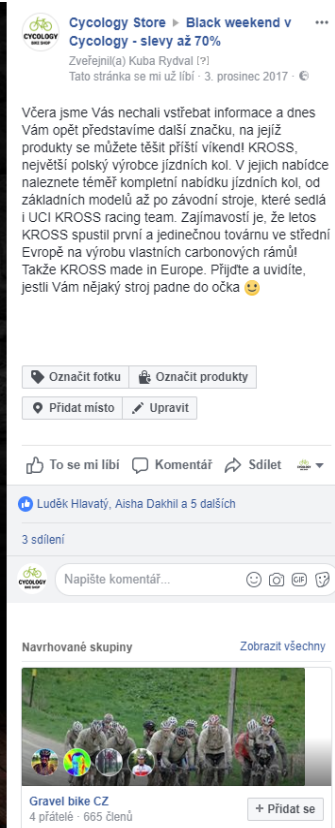 Cycology Store ▸ Black weekend v
Cycology - slevy až 70%
Zveřejnil(a) Kuba Rydval [?]
Tato stránka se mi už líbí · 3. prosinec 2017 ·
CYCOLOGY
BIKE SHOP
Včera jsme Vás nechali vstřebat informace a dnes
Vám opět představíme další značku, na jejíž
produkty se můžete těšit příští víkend! KROSS,
největší polský výrobce jízdních kol. V jejich nabídce
naleznete téměř kompletní nabídku jízdních kol, od
základních modelů až po závodní stroje, které sedlá
i UCI KROSS racing team. Zajímavostí je, že letos
KROSS spustil první a jedinečnou továrnu ve střední
Evropě na výrobu vlastních carbonových rámů!
Takže KROSS made in Europe. Přijďte a uvidíte,
jestli Vám nějaký stroj padne do očka
Označit fotku Označit produkty
Přidat místo Upravit
To se mi líbí Komentář Sdílet
Luděk Hlavatý, Aisha Dakhil a 5 dalších
3 sdílení
CYCOLOGY
BIKE SHOP
Napište komentář... GIF
Navrhované skupiny Zobrazit všechny
Gravel bike CZ
4 přátelé · 665 členů
+ Přidat se